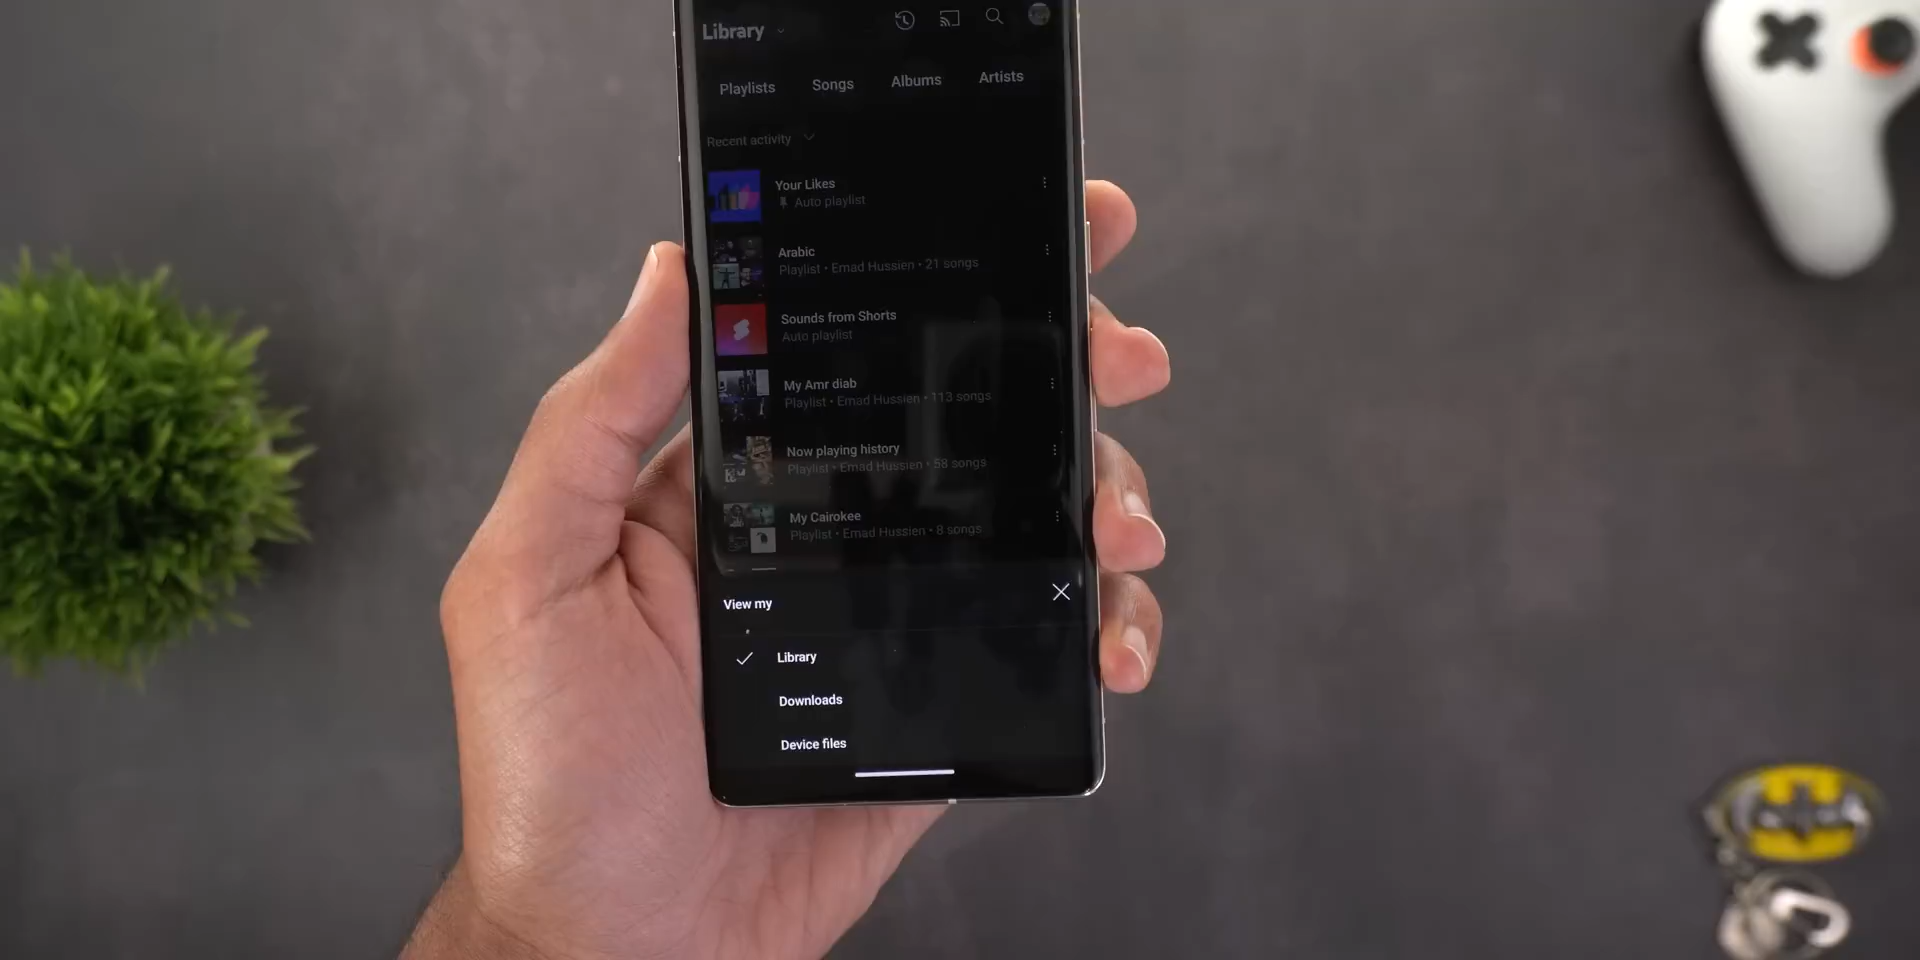 Library
Playlists Songs Albums Artists
Recent activity
Your Likes
Auto playlist
Arabic
Playlist • Emad Hussien • 21 songs
Sounds from Shorts
Auto playlist
My Amr diab
Playlist • Emad Hussien • 113 songs
Now playing history
Playlist • Emad Hussien • 58 songs
My Cairokee
Playlist • Emad Hussien • 8 songs
View my
Library
Downloads
Device files